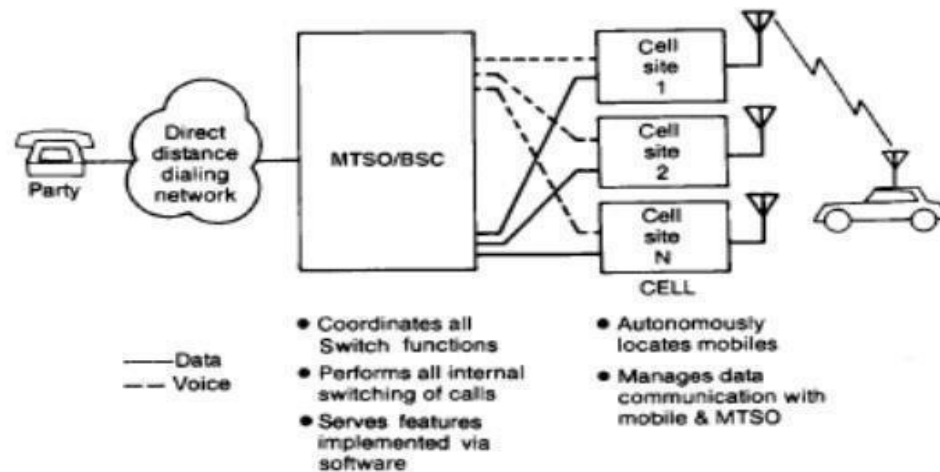 Direct
distance
dialing
network
Party
MTSO/BSC
Cell
site
1
Cell
site
2
Cell
site
N
CELL
Data
Voice
• Coordinates all
Switch functions
• Performs all internal
switching of calls
• Serves features
implemented via
software
• Autonomously
locates mobiles
• Manages data
communication with
mobile & MTSO